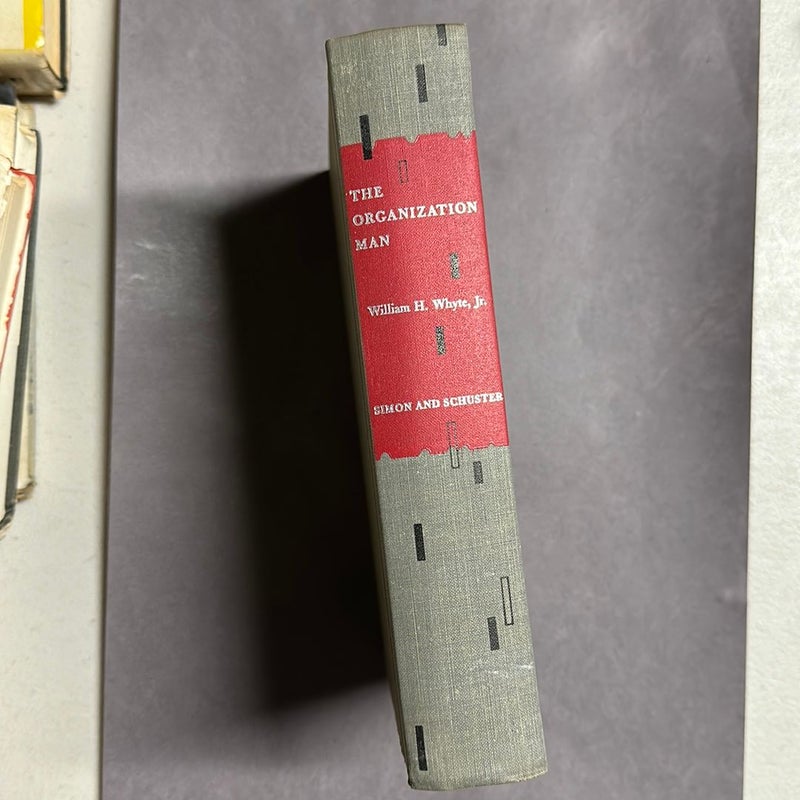 THE
ORGANIZATION
MAN
William H. Whyte, Jr.
SIMON AND SCHUSTER